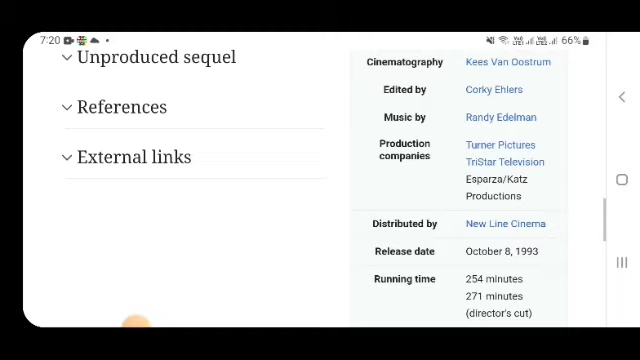 7:20
66%
Unproduced sequel
References
External links
Cinematography Kees Van Oostrum
Edited by Corky Ehlers
Music by Randy Edelman
Production companies Turner Pictures
TriStar Television
Esparza/Katz
Productions
Distributed by New Line Cinema
Release date October 8, 1993
Running time 254 minutes
271 minutes
(director's cut)